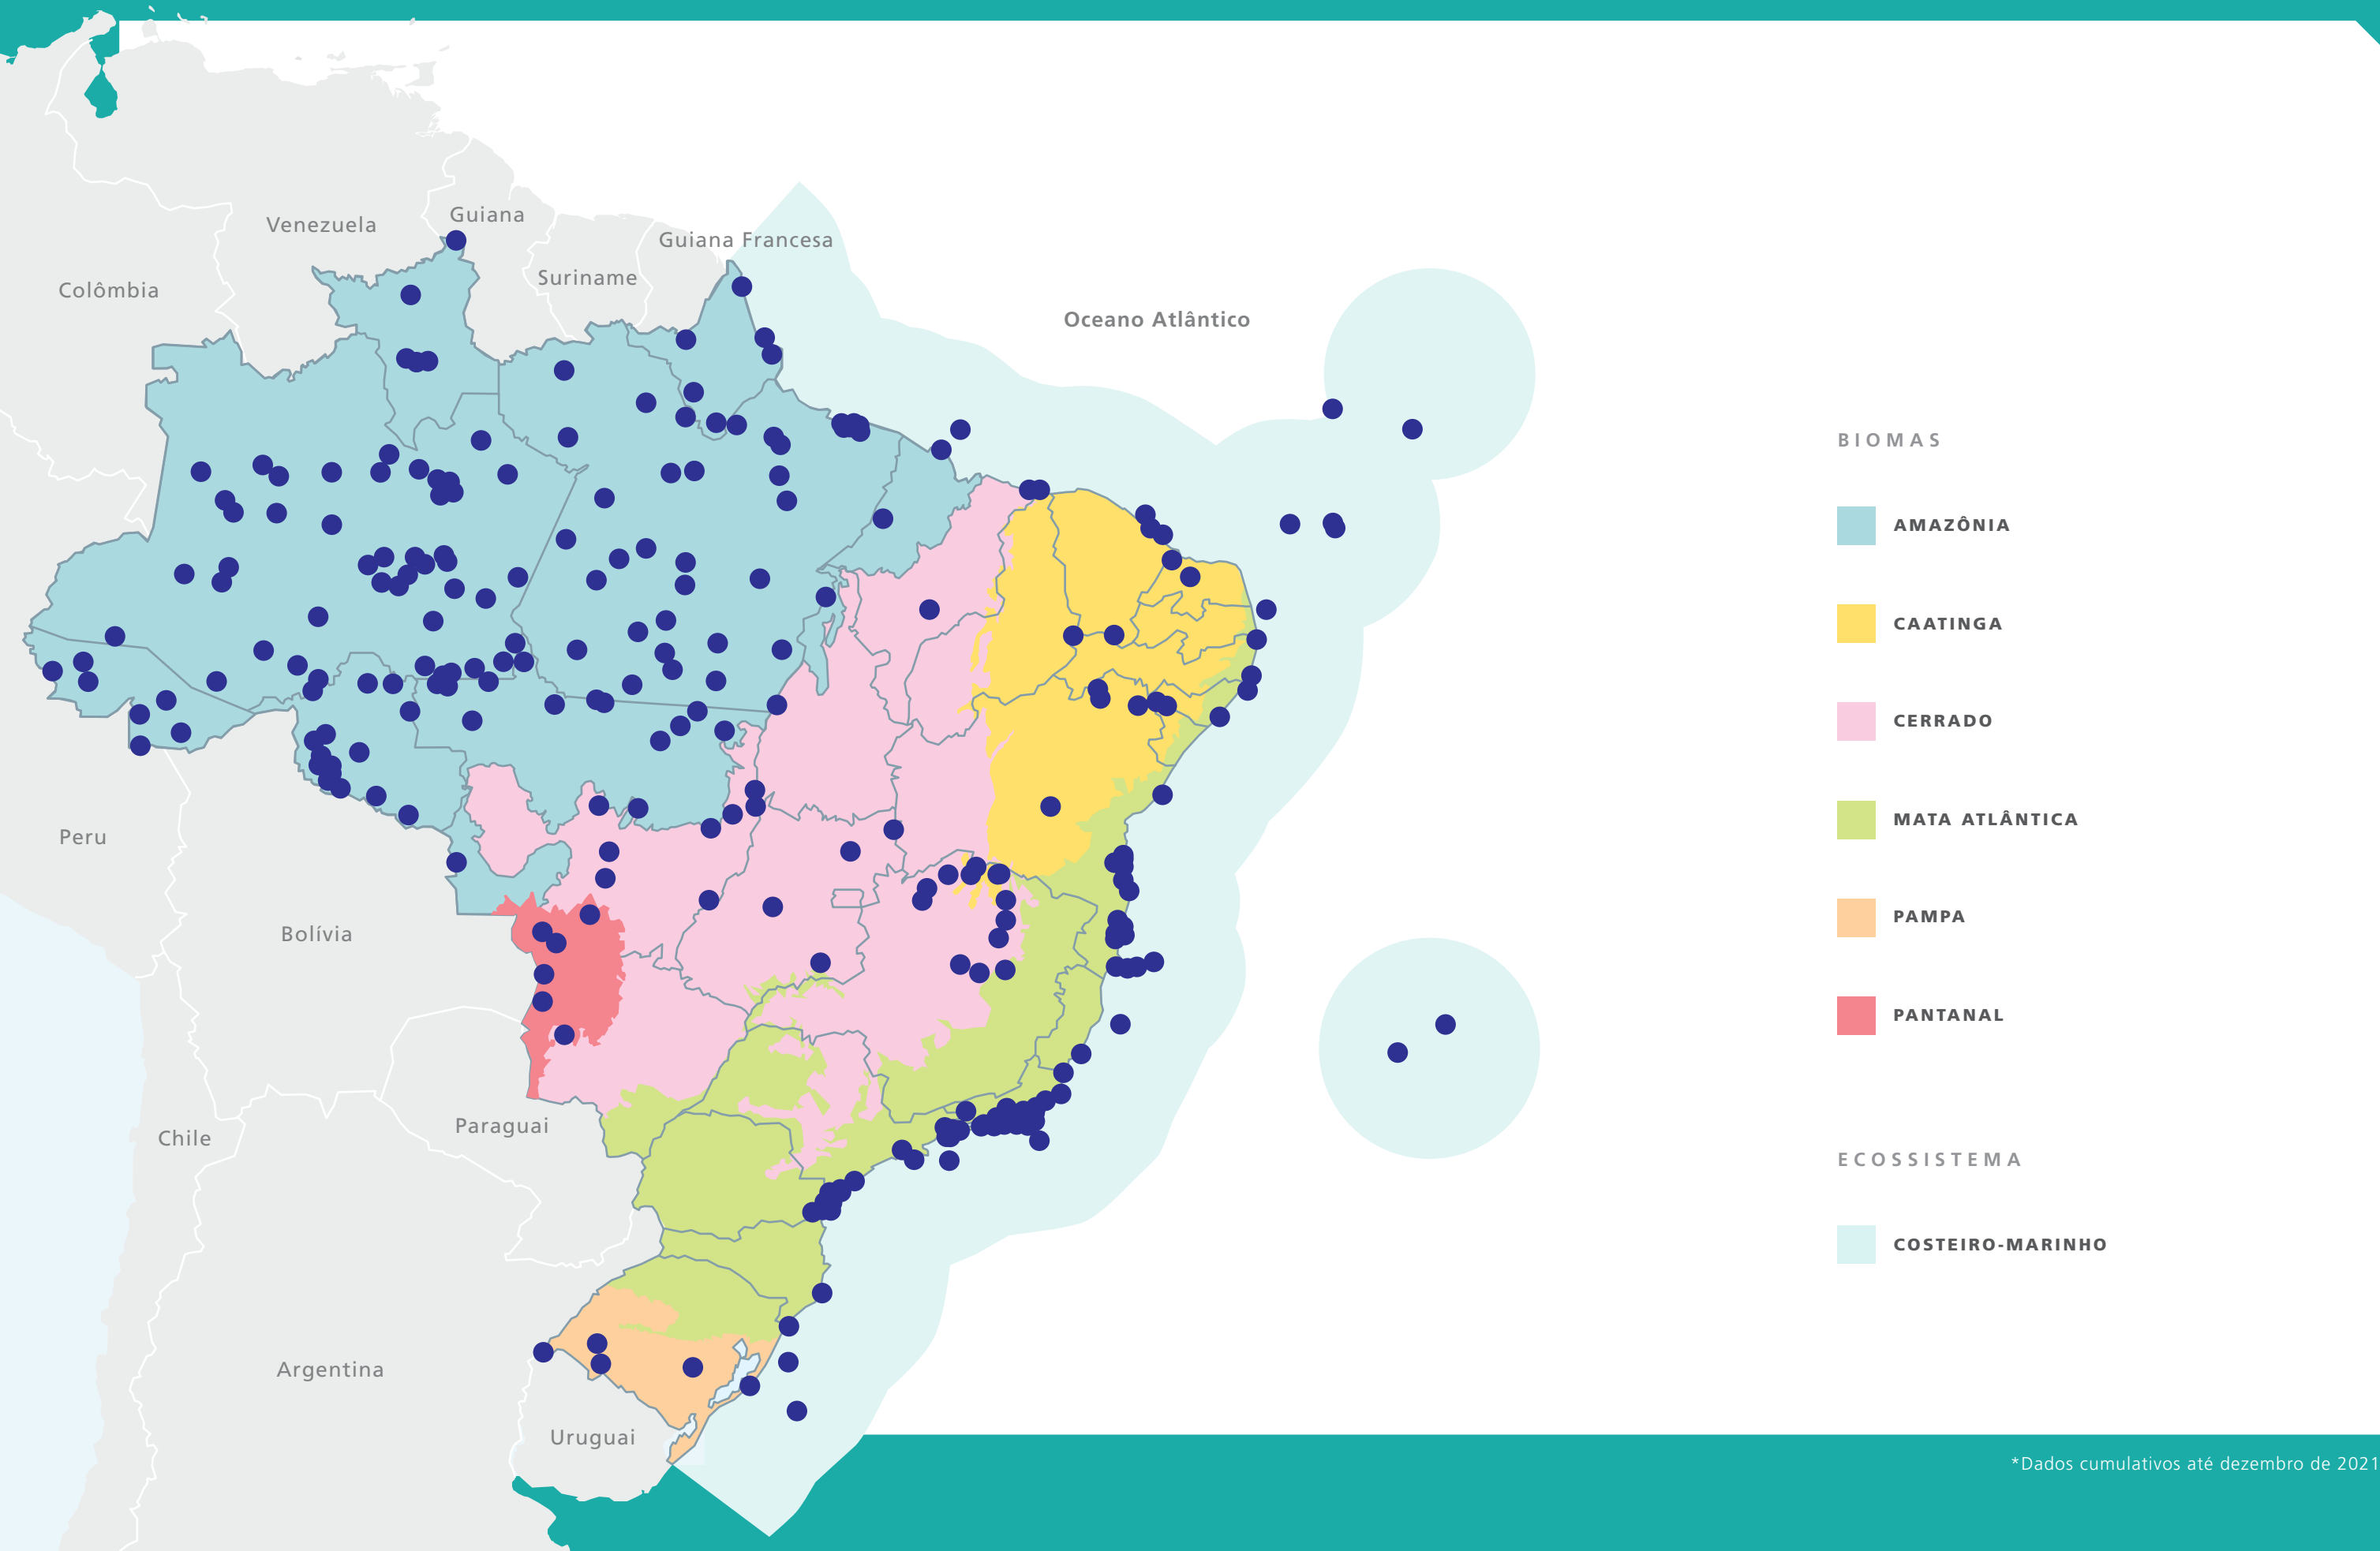 Venezuela
Guiana
Guiana Francesa
Suriname
Colômbia
Oceano Atlântico
Peru
Bolívia
Paraguai
Chile
Argentina
Uruguai
BIOMAS
AMAZÔNIA
CAATINGA
CERRADO
MATA ATLÂNTICA
PAMPA
PANTANAL
ECOSSISTEMA
COSTEIRO-MARINHO
*Dados cumulativos até dezembro de 2021